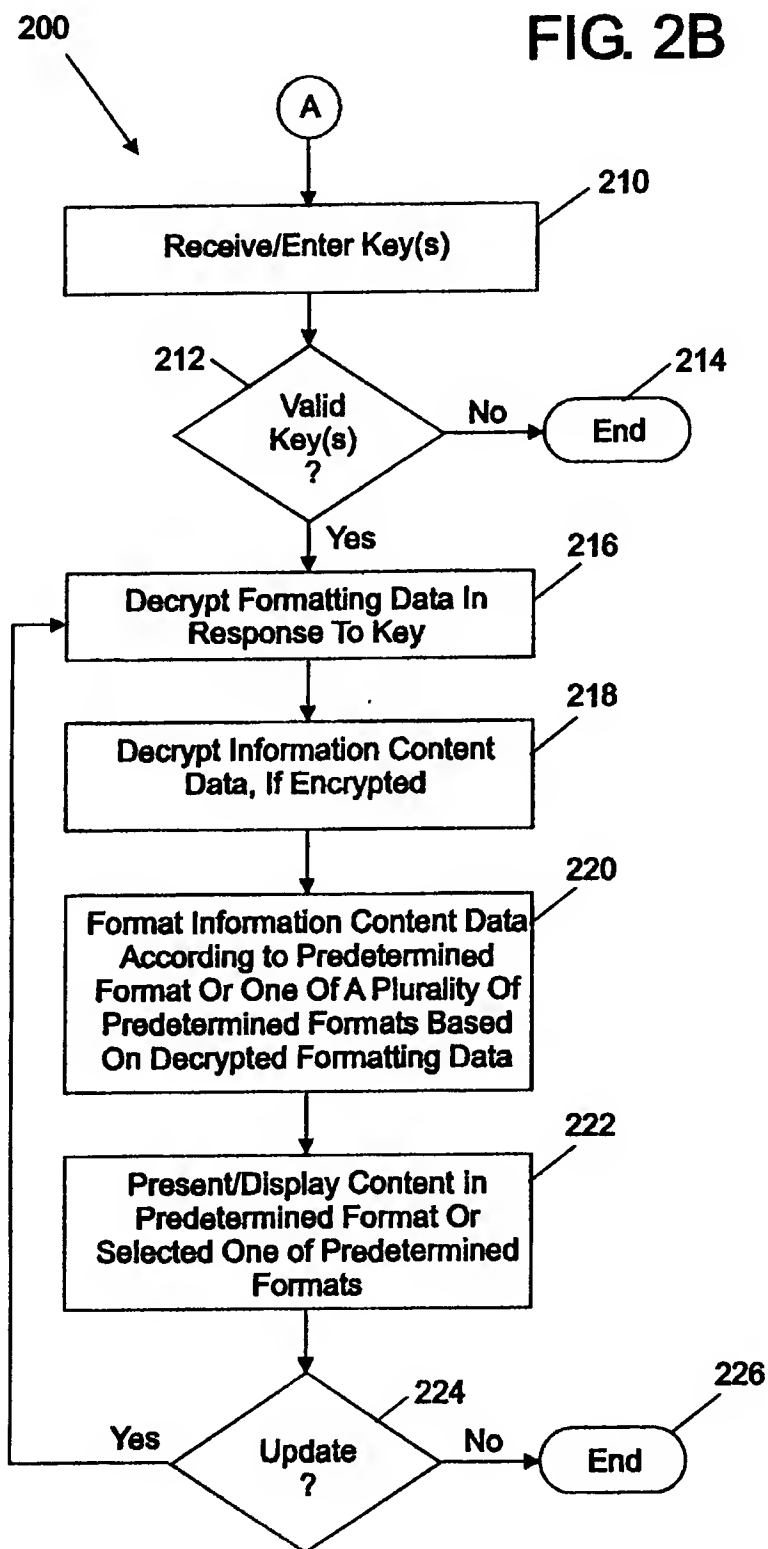 200
FIG. 2B
A
210
Receive/Enter Key(s)
212
Valid
Key(s)
?
No
214
End
Yes
216
Decrypt Formatting Data In
Response To Key
218
Decrypt Information Content
Data, If Encrypted
220
Format Information Content Data
According to Predetermined
Format Or One Of A Plurality Of
Predetermined Formats Based
On Decrypted Formatting Data
222
Present/Display Content in
Predetermined Format Or
Selected One of Predetermined
Formats
224
Yes
Update
?
No
226
End